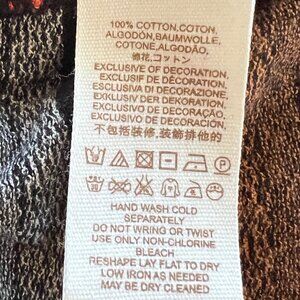 100% COTTON,COTON,
ALGODÓN,BAUMWOLLE,
COTONE,ALGODÃO,
棉花,コットン
EXCLUSIVE OF DECORATION,
EXCLUSIF DE DÉCORATION,
EXCLUSIVA DI DECORAZIONE,
EXKLUSIV DER DEKORATION,
EXCLUSIVO DE DECORAÇÃO,
EXCLUSIVO DE DECORACIÓN,
不包括装修,装飾排他的
HAND WASH COLD
SEPARATELY
DO NOT WRING OR TWIST
USE ONLY NON-CHLORINE
BLEACH
RESHAPE LAY FLAT TO DRY
LOW IRON AS NEEDED
MAY BE DRY CLEANED